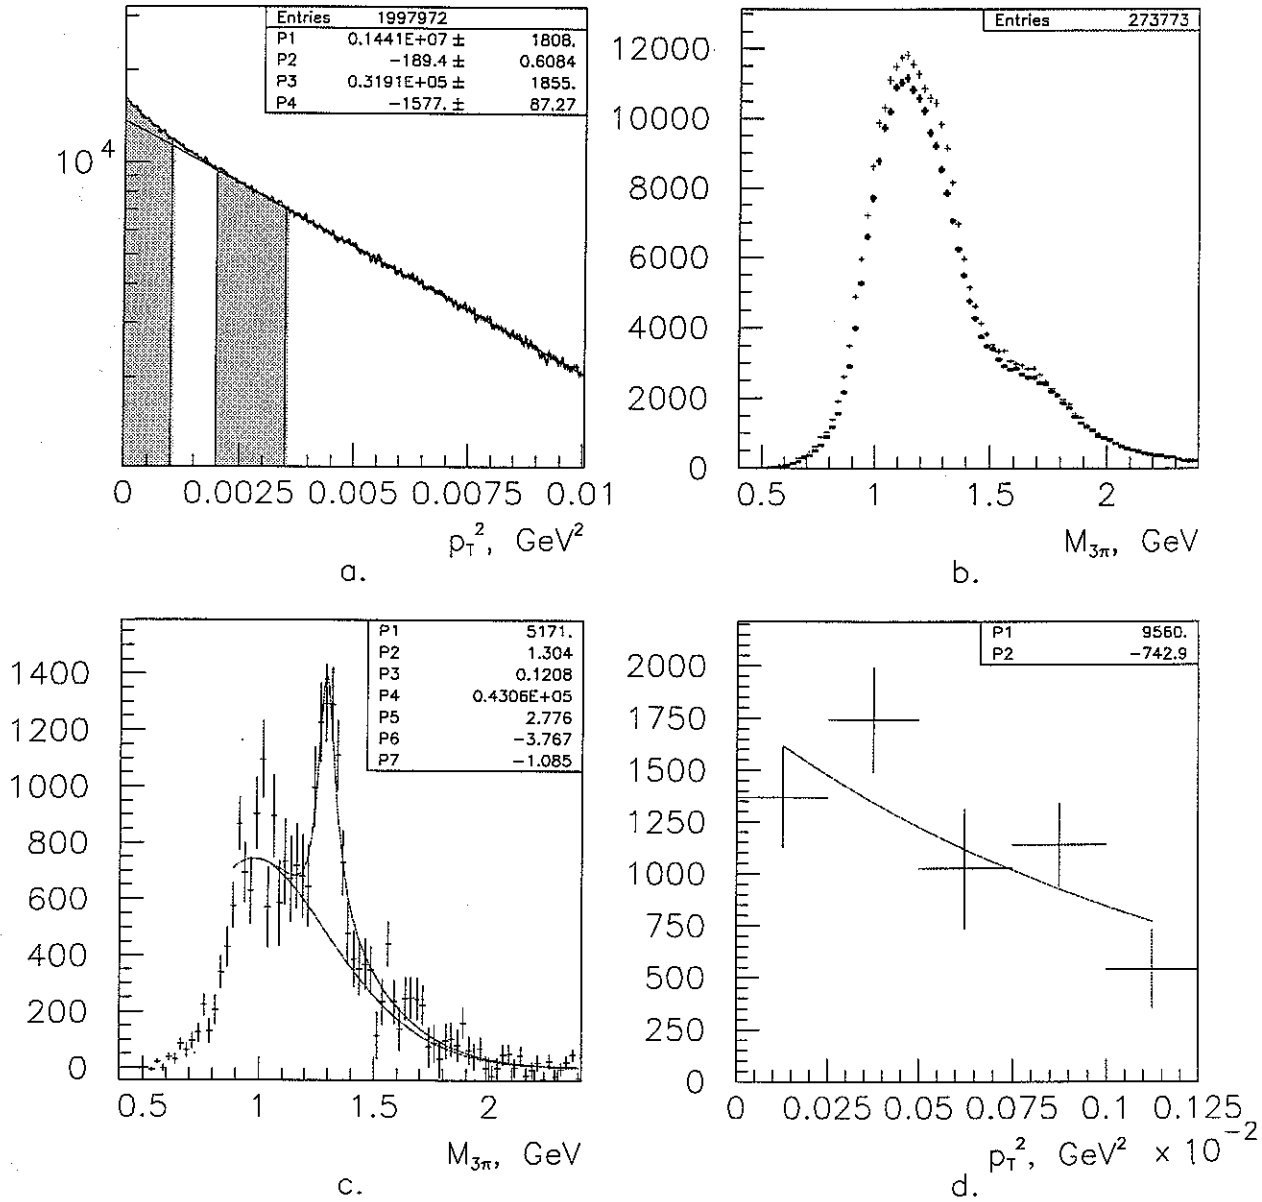 Entries 1997972
P1 0.1441E+07 ± 1808.
P2 -189.4 ± 0.6084
P3 0.3191E+05 ± 1855.
P4 -1577. ± 87.27
10^4
0 0.0025 0.005 0.0075 0.01
p_T^2, GeV^2
a.
Entries 273773
12000
10000
8000
6000
4000
2000
0
0.5 1 1.5 2
M_3π, GeV
b.
P1 5171.
P2 1.304
P3 0.1208
P4 0.4306E+05
P5 2.776
P6 -3.767
P7 -1.085
1400
1200
1000
800
600
400
200
0
0.5 1 1.5 2
M_3π, GeV
c.
P1 9560.
P2 -742.9
2000
1750
1500
1250
1000
750
500
250
0
0 0.025 0.05 0.075 0.1 0.125
p_T^2, GeV^2 × 10^-2
d.